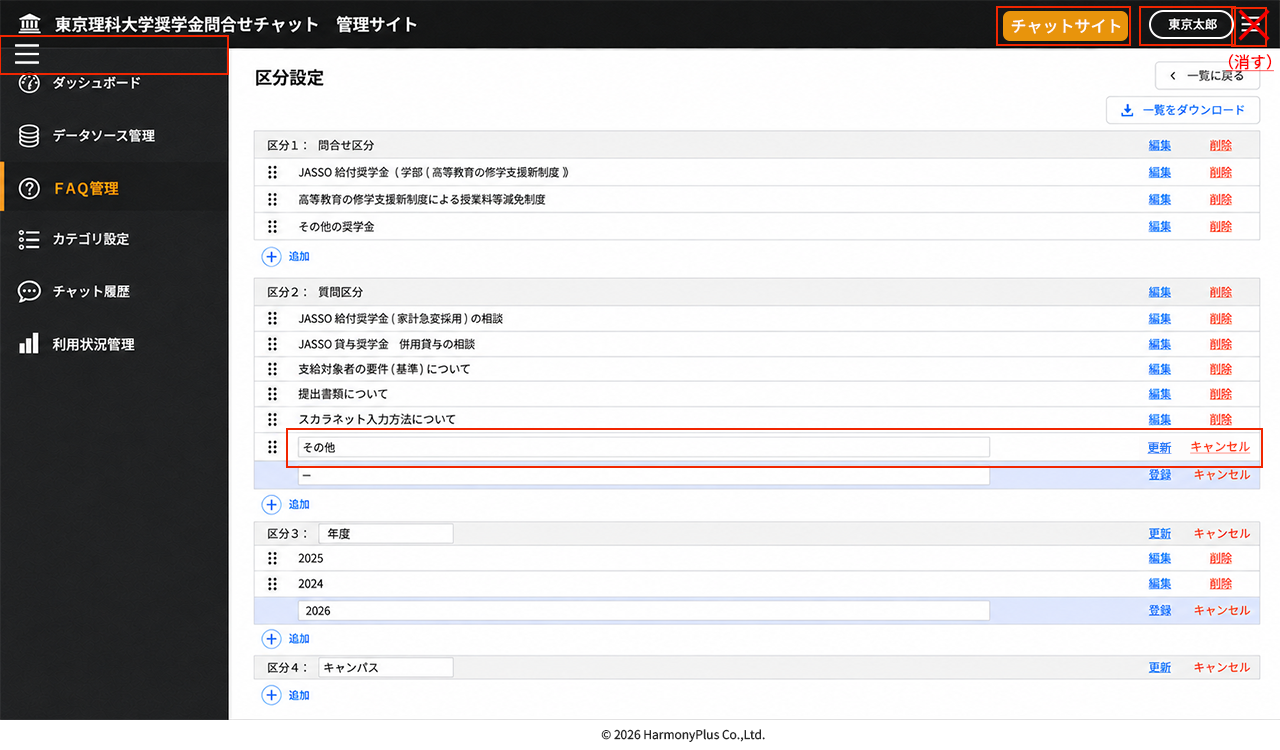 東京理科大学奨学金問合せチャット　管理サイト
チャットサイト
東京太郎
(消す)
ダッシュボード
データソース管理
ＦAQ管理
カテゴリ設定
チャット履歴
利用状況管理
区分設定
一覧に戻る
一覧をダウンロード
区分１： 問合せ区分 編集 削除
JASSO 給付奨学金 ( 学部 ( 高等教育の修学支援新制度 )) 編集 削除
高等教育の修学支援新制度による授業料等減免制度 編集 削除
その他の奨学金 編集 削除
追加
区分２： 質問区分 編集 削除
JASSO 給付奨学金 ( 家計急変採用 ) の相談 編集 削除
JASSO 貸与奨学金　併用貸与の相談 編集 削除
支給対象者の要件 ( 基準 ) について 編集 削除
提出書類について 編集 削除
スカラネット入力方法について 編集 削除
その他 更新 キャンセル
ー 登録 キャンセル
追加
区分３： 年度 更新 キャンセル
2025 編集 削除
2024 編集 削除
2026 登録 キャンセル
追加
区分４： キャンパス 更新 キャンセル
追加
© 2026 HarmonyPlus Co.,Ltd.